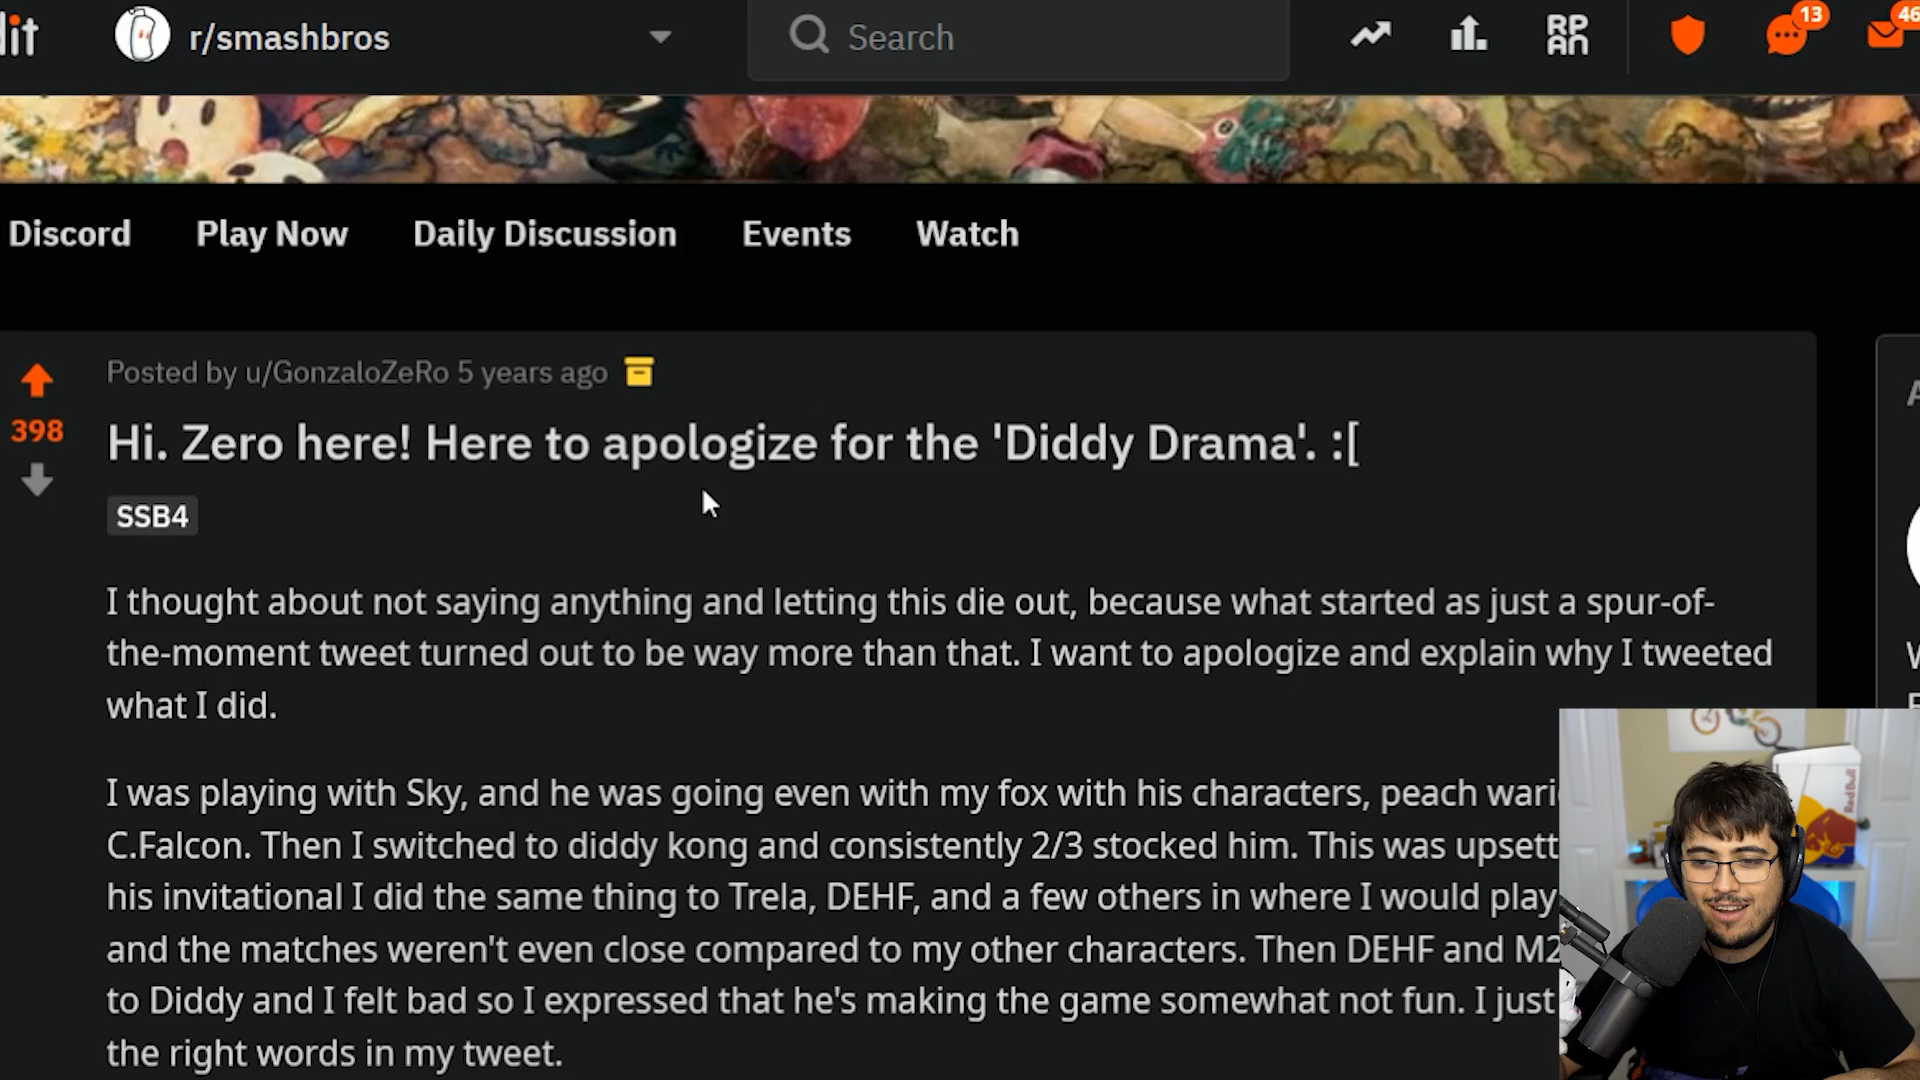 dit r/smashbros Search RPAN 13 46
Discord Play Now Daily Discussion Events Watch
Posted by u/GonzaloZeRo 5 years ago
398
Hi. Zero here! Here to apologize for the 'Diddy Drama'. :[
SSB4
I thought about not saying anything and letting this die out, because what started as just a spur-of-
the-moment tweet turned out to be way more than that. I want to apologize and explain why I tweeted
what I did.
I was playing with Sky, and he was going even with my fox with his characters, peach wari
C.Falcon. Then I switched to diddy kong and consistently 2/3 stocked him. This was upsett
his invitational I did the same thing to Trela, DEHF, and a few others in where I would play
and the matches weren't even close compared to my other characters. Then DEHF and M2
to Diddy and I felt bad so I expressed that he's making the game somewhat not fun. I just
the right words in my tweet.
RedBull